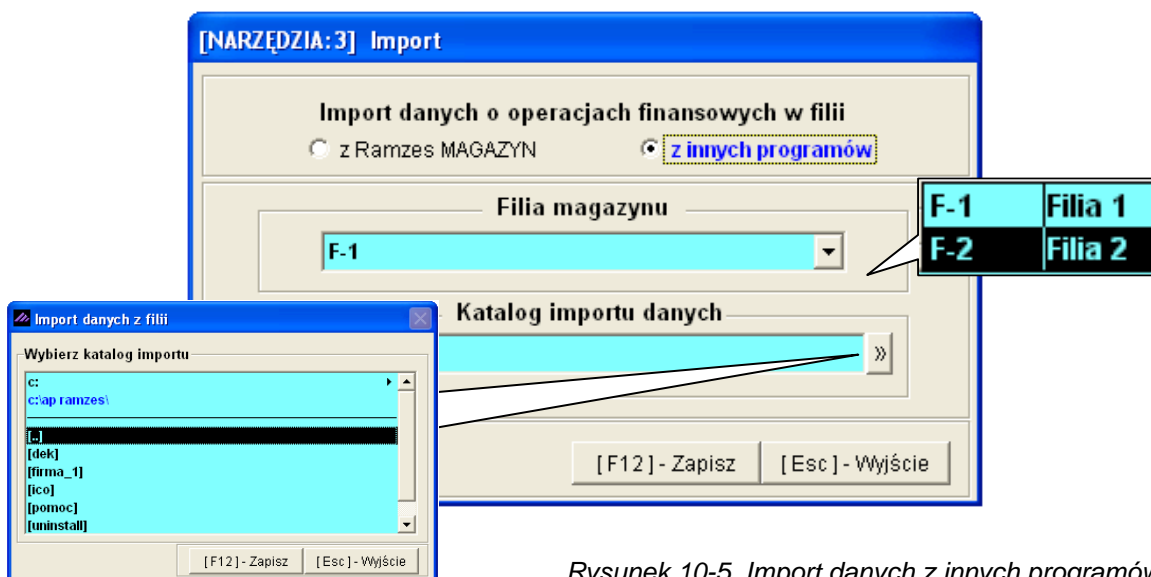 [NARZĘDZIA:3] Import
Import danych o operacjach finansowych w filii
z Ramzes MAGAZYN
z innych programów
Filia magazynu
F-1
F-1 Filia 1
F-2 Filia 2
Katalog importu danych
»
[F12]-Zapisz
[Esc]-Wyjście
Import danych z filii
Wybierz katalog importu
c:
c:\ap ramzes\
[..]
[dek]
[firma_1]
[ico]
[pomoc]
[uninstall]
[F12]-Zapisz
[Esc]-Wyjście
Rysunek 10-5. Import danych z innych programów